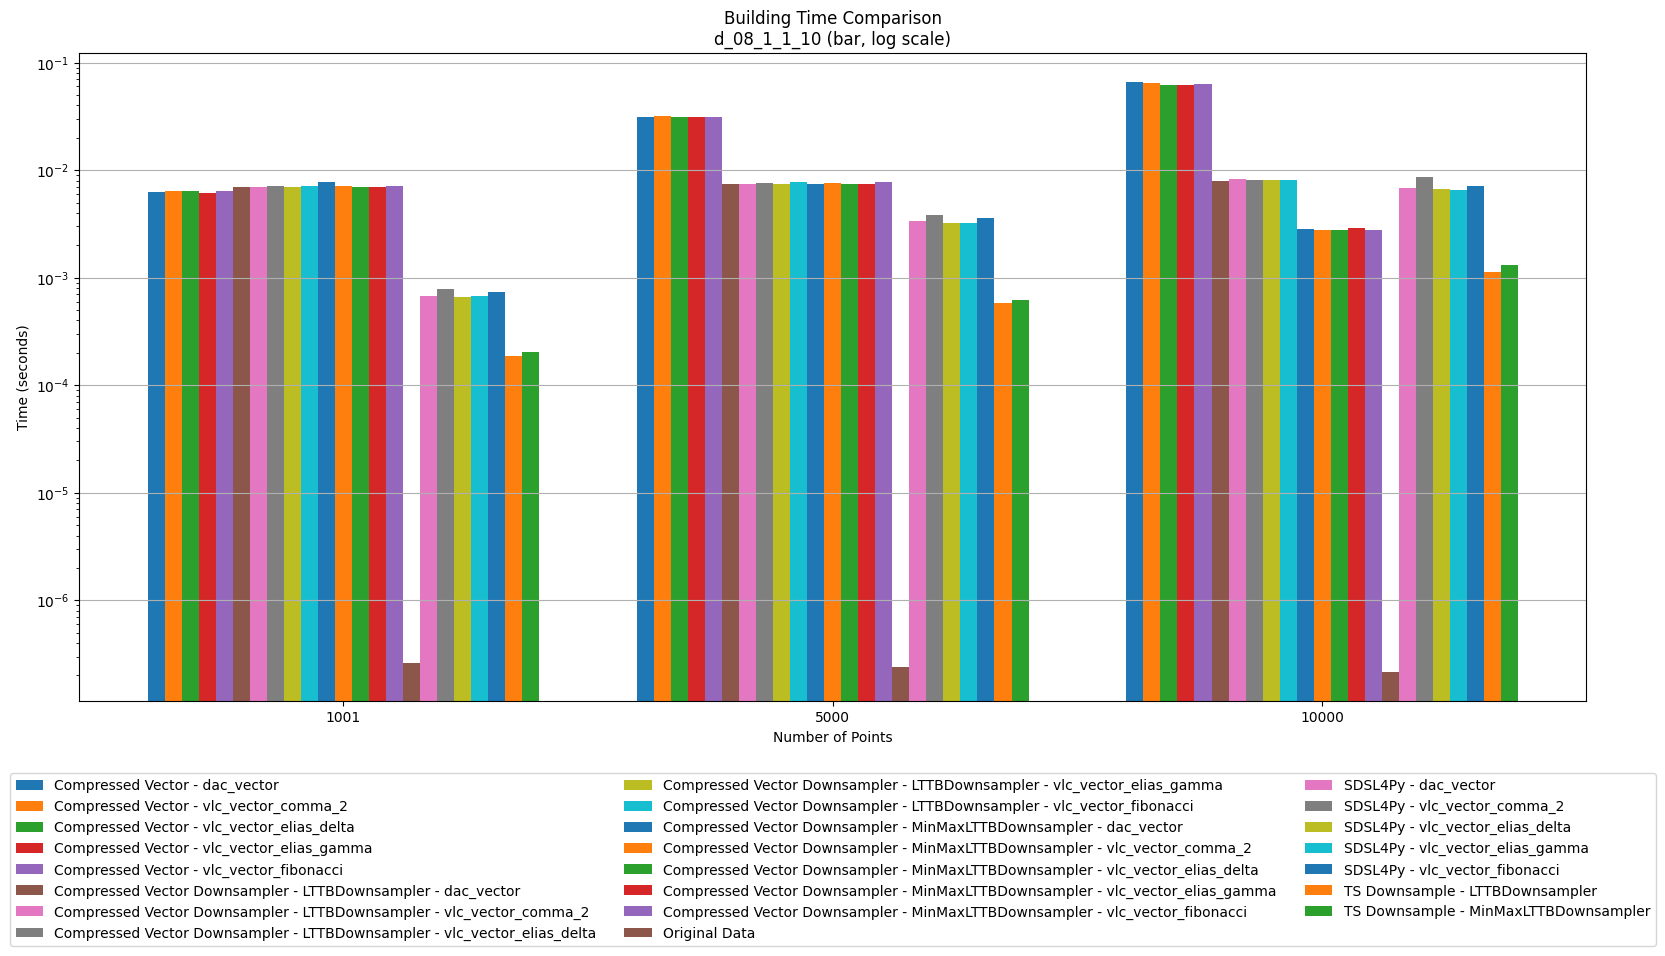 Building Time Comparison
d_08_1_1_10 (bar, log scale)
Time (seconds)
10⁻¹
10⁻²
10⁻³
10⁻⁴
10⁻⁵
10⁻⁶
1001
5000
10000
Number of Points
Compressed Vector - dac_vector
Compressed Vector - vlc_vector_comma_2
Compressed Vector - vlc_vector_elias_delta
Compressed Vector - vlc_vector_elias_gamma
Compressed Vector - vlc_vector_fibonacci
Compressed Vector Downsampler - LTTBDownsampler - dac_vector
Compressed Vector Downsampler - LTTBDownsampler - vlc_vector_comma_2
Compressed Vector Downsampler - LTTBDownsampler - vlc_vector_elias_delta
Compressed Vector Downsampler - LTTBDownsampler - vlc_vector_elias_gamma
Compressed Vector Downsampler - LTTBDownsampler - vlc_vector_fibonacci
Compressed Vector Downsampler - MinMaxLTTBDownsampler - dac_vector
Compressed Vector Downsampler - MinMaxLTTBDownsampler - vlc_vector_comma_2
Compressed Vector Downsampler - MinMaxLTTBDownsampler - vlc_vector_elias_delta
Compressed Vector Downsampler - MinMaxLTTBDownsampler - vlc_vector_elias_gamma
Compressed Vector Downsampler - MinMaxLTTBDownsampler - vlc_vector_fibonacci
Original Data
SDSL4Py - dac_vector
SDSL4Py - vlc_vector_comma_2
SDSL4Py - vlc_vector_elias_delta
SDSL4Py - vlc_vector_elias_gamma
SDSL4Py - vlc_vector_fibonacci
TS Downsample - LTTBDownsampler
TS Downsample - MinMaxLTTBDownsampler